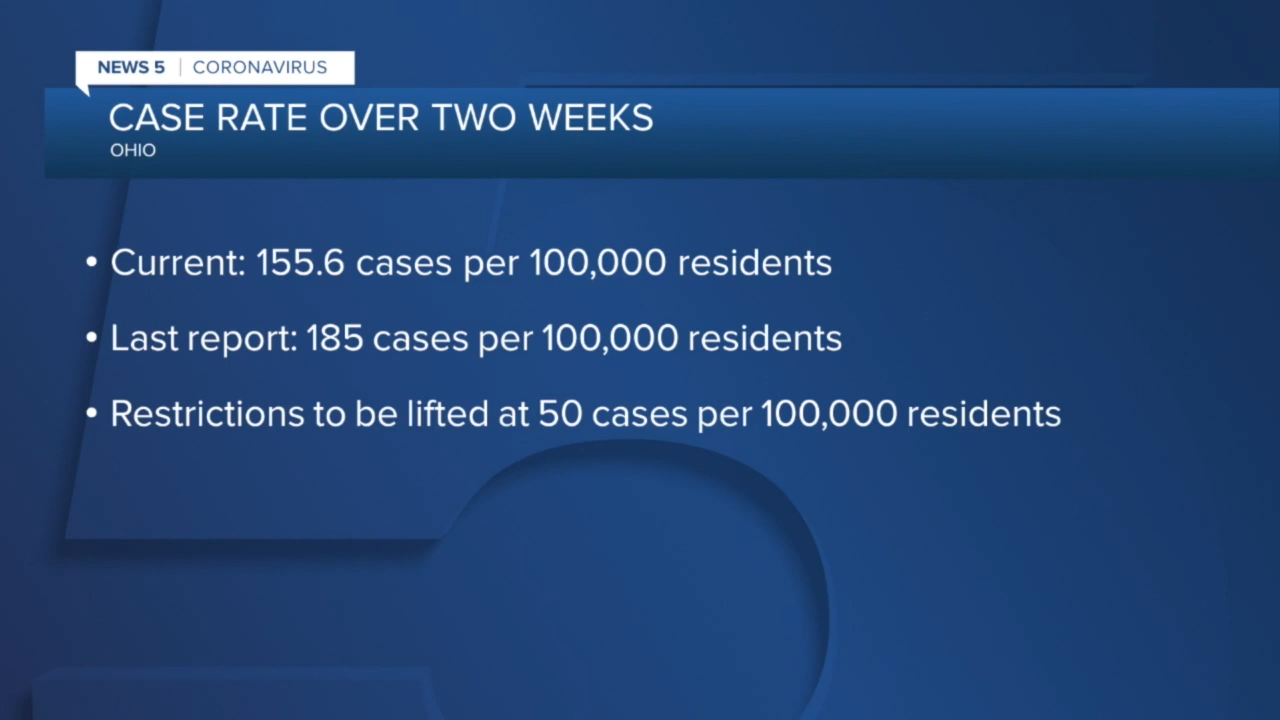 NEWS 5 | CORONAVIRUS
CASE RATE OVER TWO WEEKS
OHIO
• Current: 155.6 cases per 100,000 residents
• Last report: 185 cases per 100,000 residents
• Restrictions to be lifted at 50 cases per 100,000 residents